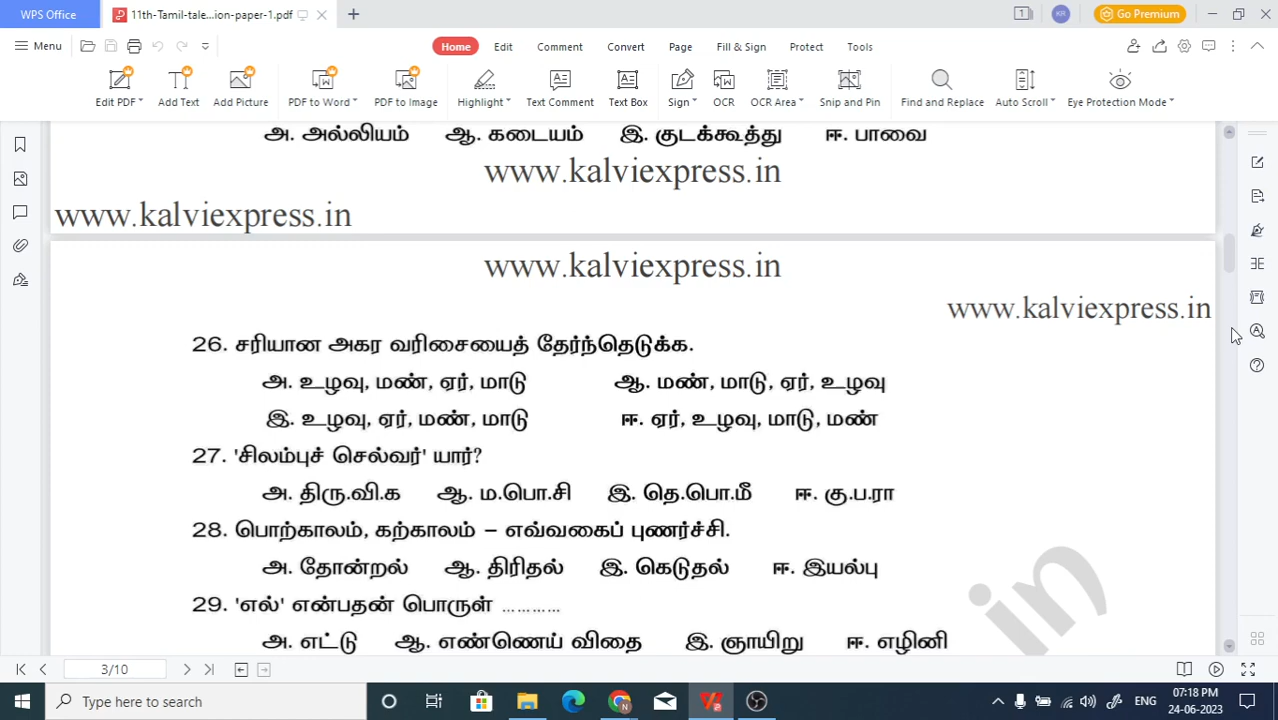 WPS Office
11th-Tamil-tale...ion-paper-1.pdf
1
KR
Go Premium
Menu
Home Edit Comment Convert Page Fill & Sign Protect Tools
Edit PDF Add Text Add Picture PDF to Word PDF to Image Highlight Text Comment Text Box Sign OCR OCR Area Snip and Pin Find and Replace Auto Scroll Eye Protection Mode
அ. அல்லியம் ஆ. கடையம் இ. குடக்கூத்து ஈ. பாவை
www.kalviexpress.in
www.kalviexpress.in
www.kalviexpress.in
www.kalviexpress.in
26. சரியான அகர வரிசையைத் தேர்ந்தெடுக்க.
அ. உழவு, மண், ஏர், மாடு ஆ. மண், மாடு, ஏர், உழவு
இ. உழவு, ஏர், மண், மாடு ஈ. ஏர், உழவு, மாடு, மண்
27. 'சிலம்புச் செல்வர்' யார்?
அ. திரு.வி.க ஆ. ம.பொ.சி இ. தெ.பொ.மீ ஈ. கு.ப.ரா
28. பொற்காலம், கற்காலம் – எவ்வகைப் புணர்ச்சி.
அ. தோன்றல் ஆ. திரிதல் இ. கெடுதல் ஈ. இயல்பு
29. 'எல்' என்பதன் பொருள் ............
அ. எட்டு ஆ. எண்ணெய் விதை இ. ஞாயிறு ஈ. எழினி
in
3/10
Type here to search
ENG
07:18 PM
24-06-2023